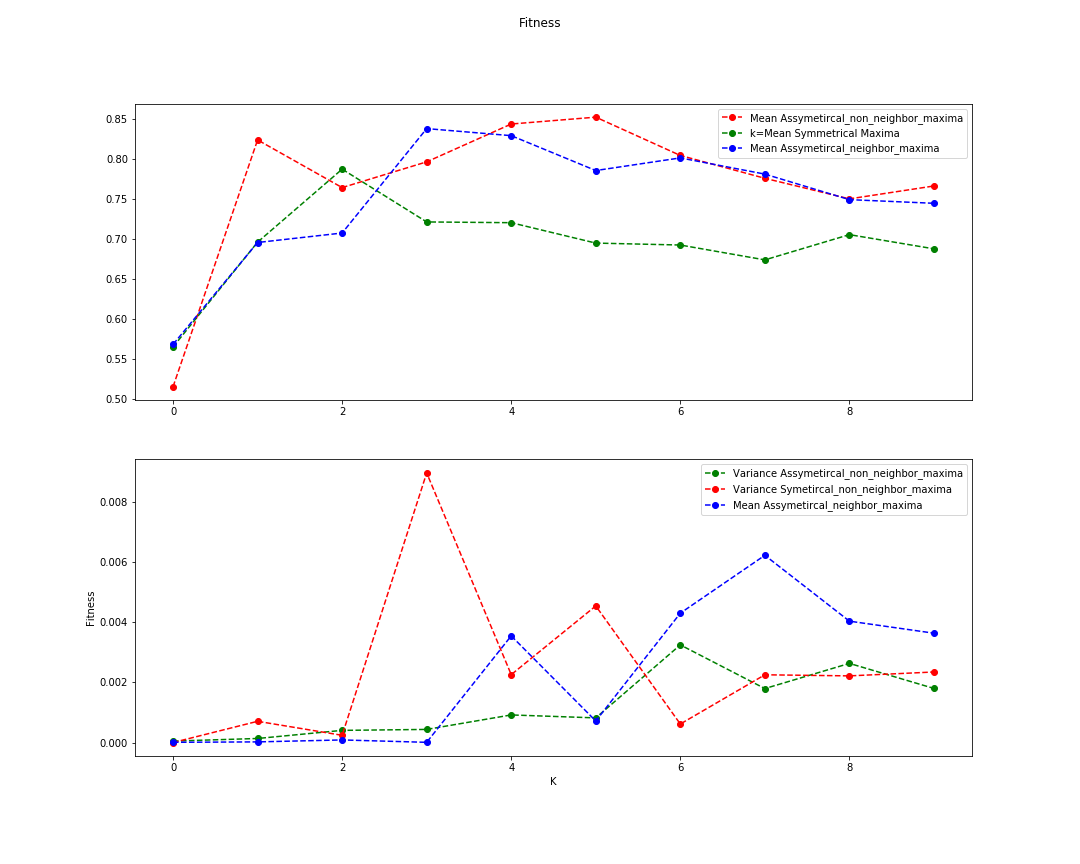 Fitness
0.85
0.80
0.75
0.70
0.65
0.60
0.55
0.50
Mean Assymetircal_non_neighbor_maxima
k=Mean Symmetrical Maxima
Mean Assymetircal_neighbor_maxima
0 2 4 6 8
Fitness
0.008
0.006
0.004
0.002
0.000
Variance Assymetircal_non_neighbor_maxima
Variance Symetircal_non_neighbor_maxima
Mean Assymetircal_neighbor_maxima
0 2 4 6 8
K